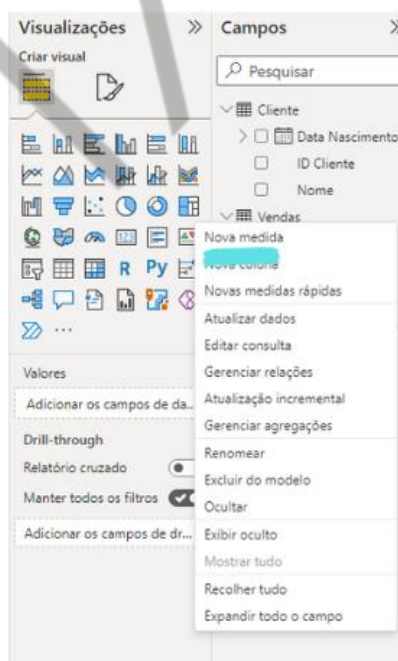 Visualizações
Criar visual
R Py
123
Valores
Adicionar os campos de da...
Drill-through
Relatório cruzado
Manter todos os filtros
Adicionar os campos de dr...
Campos
Pesquisar
Cliente
Data Nascimento
ID Cliente
Nome
Vendas
Nova medida
Nova coluna
Novas medidas rápidas
Atualizar dados
Editar consulta
Gerenciar relações
Atualização incremental
Gerenciar agregações
Renomear
Excluir do modelo
Ocultar
Exibir oculto
Mostrar tudo
Recolher tudo
Expandir todo o campo